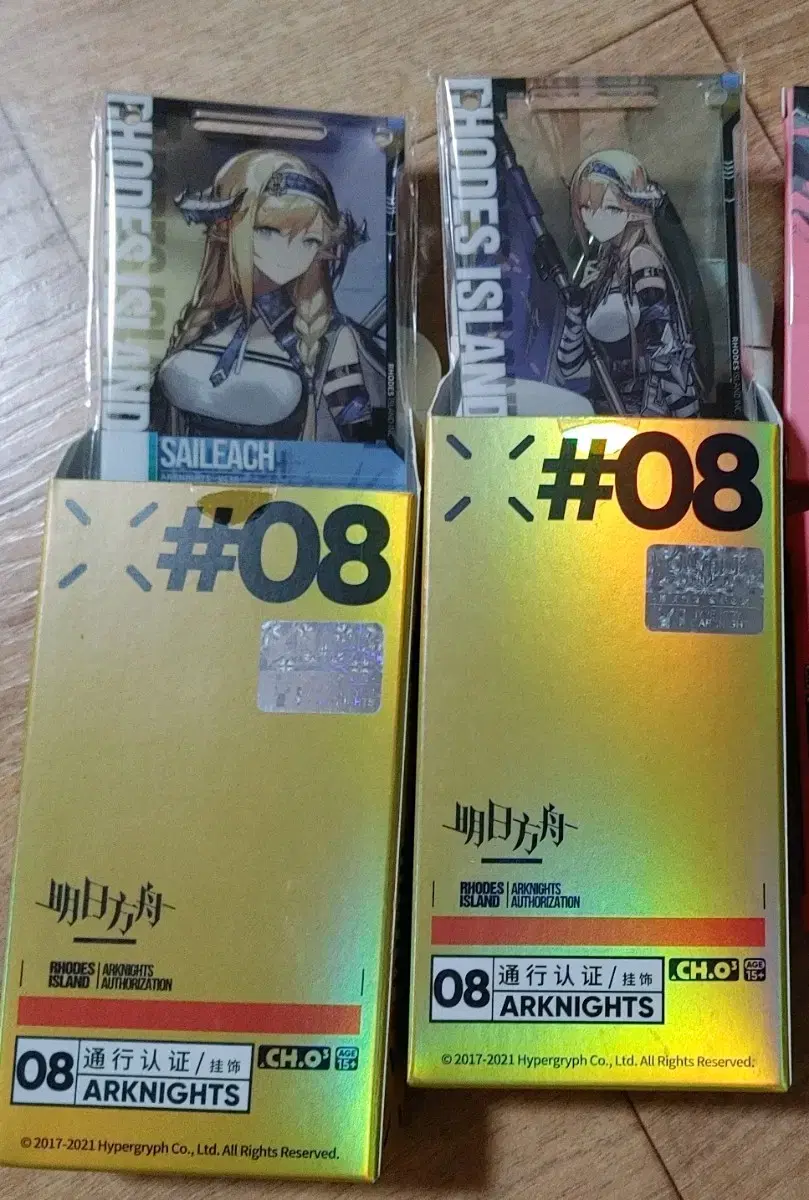 RHODES ISLAND
SAILEACH
#08
明日方舟
RHODES ISLAND
ARKNIGHTS AUTHORIZATION
08
通行认证/挂饰
ARKNIGHTS
.CH.O³
AGE 15+
© 2017-2021 Hypergryph Co., Ltd. All Rights Reserved.
RHODES ISLAND
RHODES ISLAND INC.
#08
明日方舟
RHODES ISLAND
ARKNIGHTS AUTHORIZATION
08
通行认证/挂饰
ARKNIGHTS
.CH.O³
AGE 15+
© 2017-2021 Hypergryph Co., Ltd. All Rights Reserved.